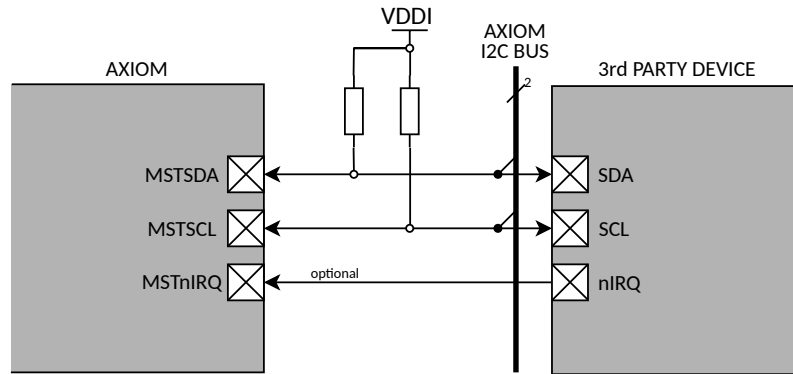 VDDI
AXIOM
I2C BUS
AXIOM
3rd PARTY DEVICE
2
MSTSDA
SDA
MSTSCL
SCL
MSTnIRQ
optional
nIRQ